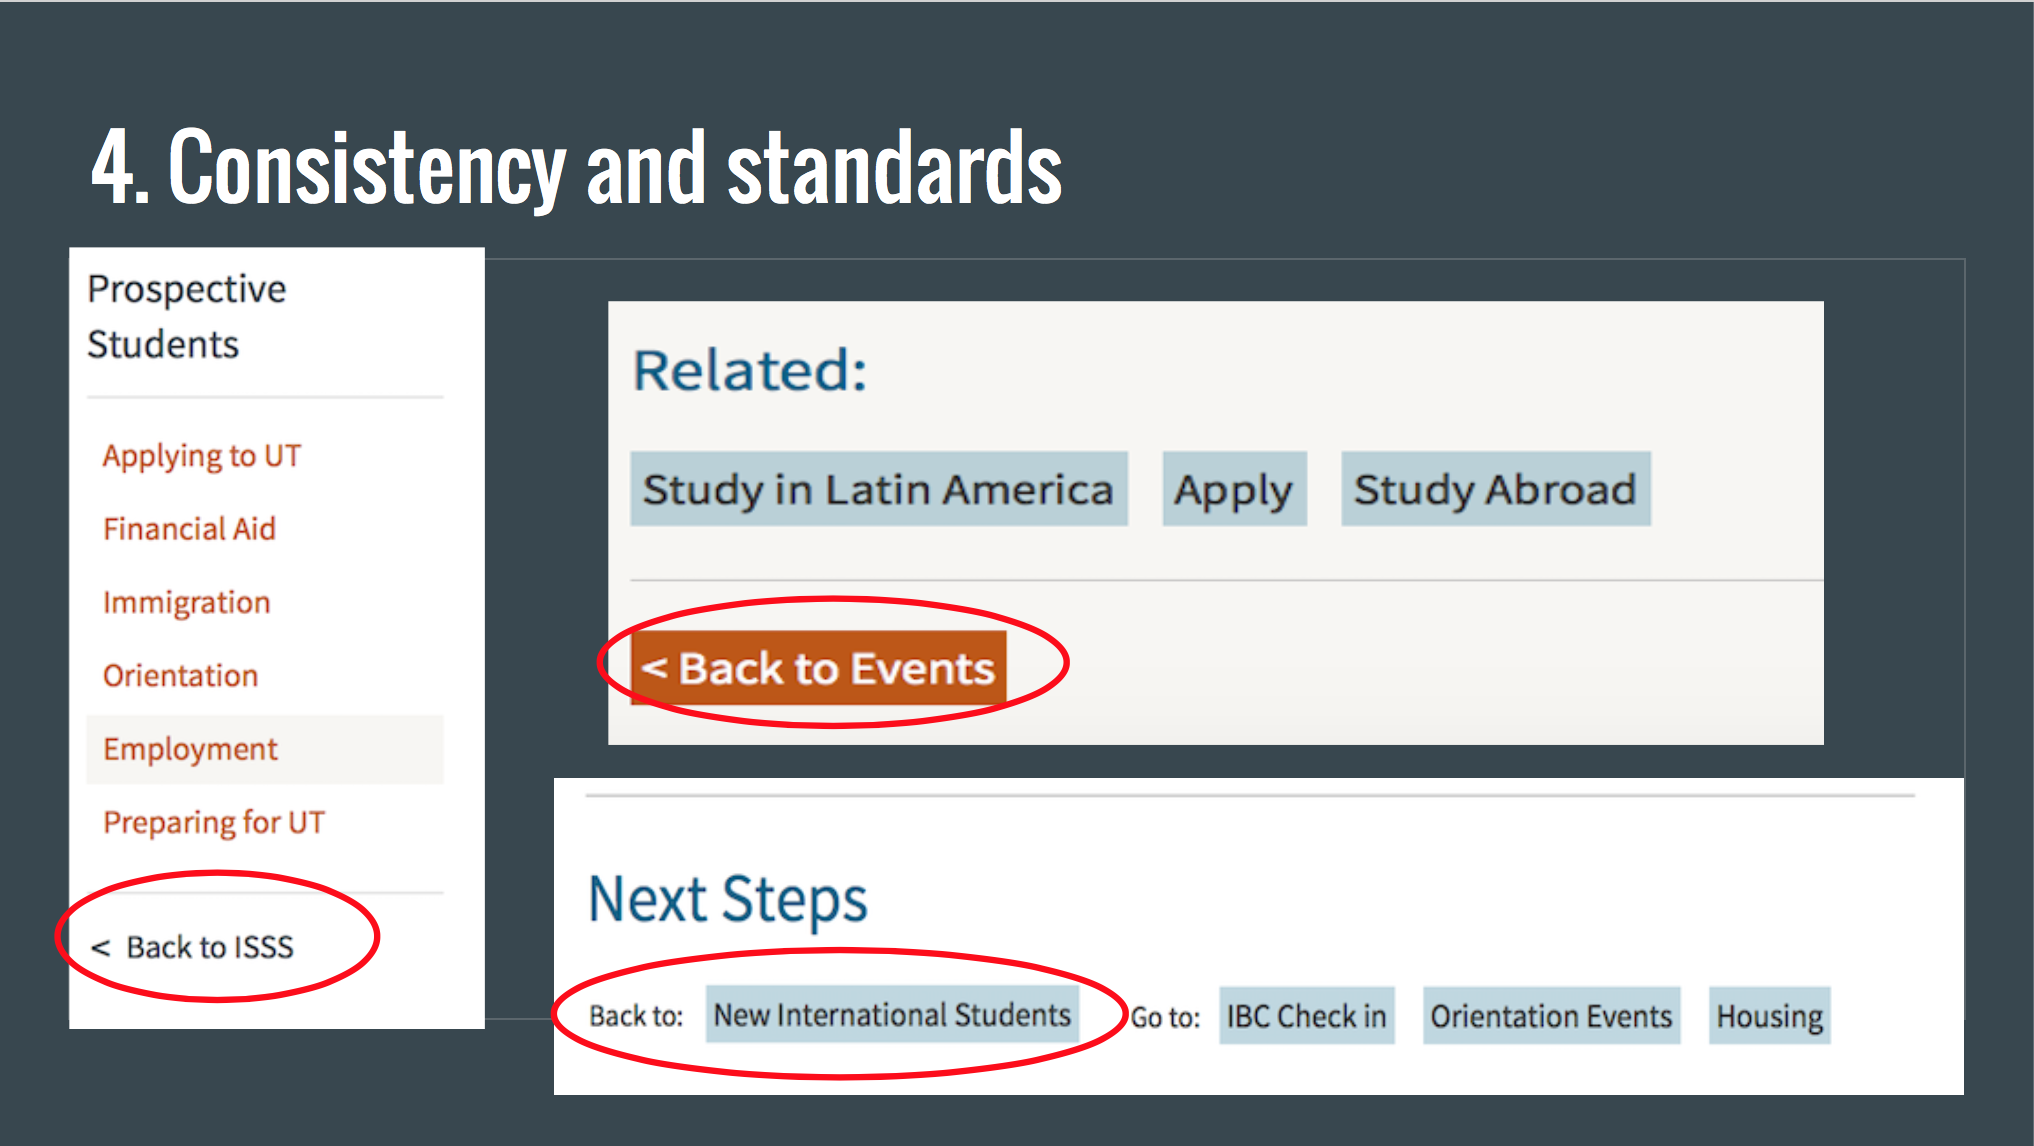 4. Consistency and standards
Prospective
Students
Applying to UT
Financial Aid
Immigration
Orientation
Employment
Preparing for UT
< Back to ISSS
Related:
Study in Latin America Apply Study Abroad
< Back to Events
Next Steps
Back to: New International Students Go to: IBC Check in Orientation Events Housing